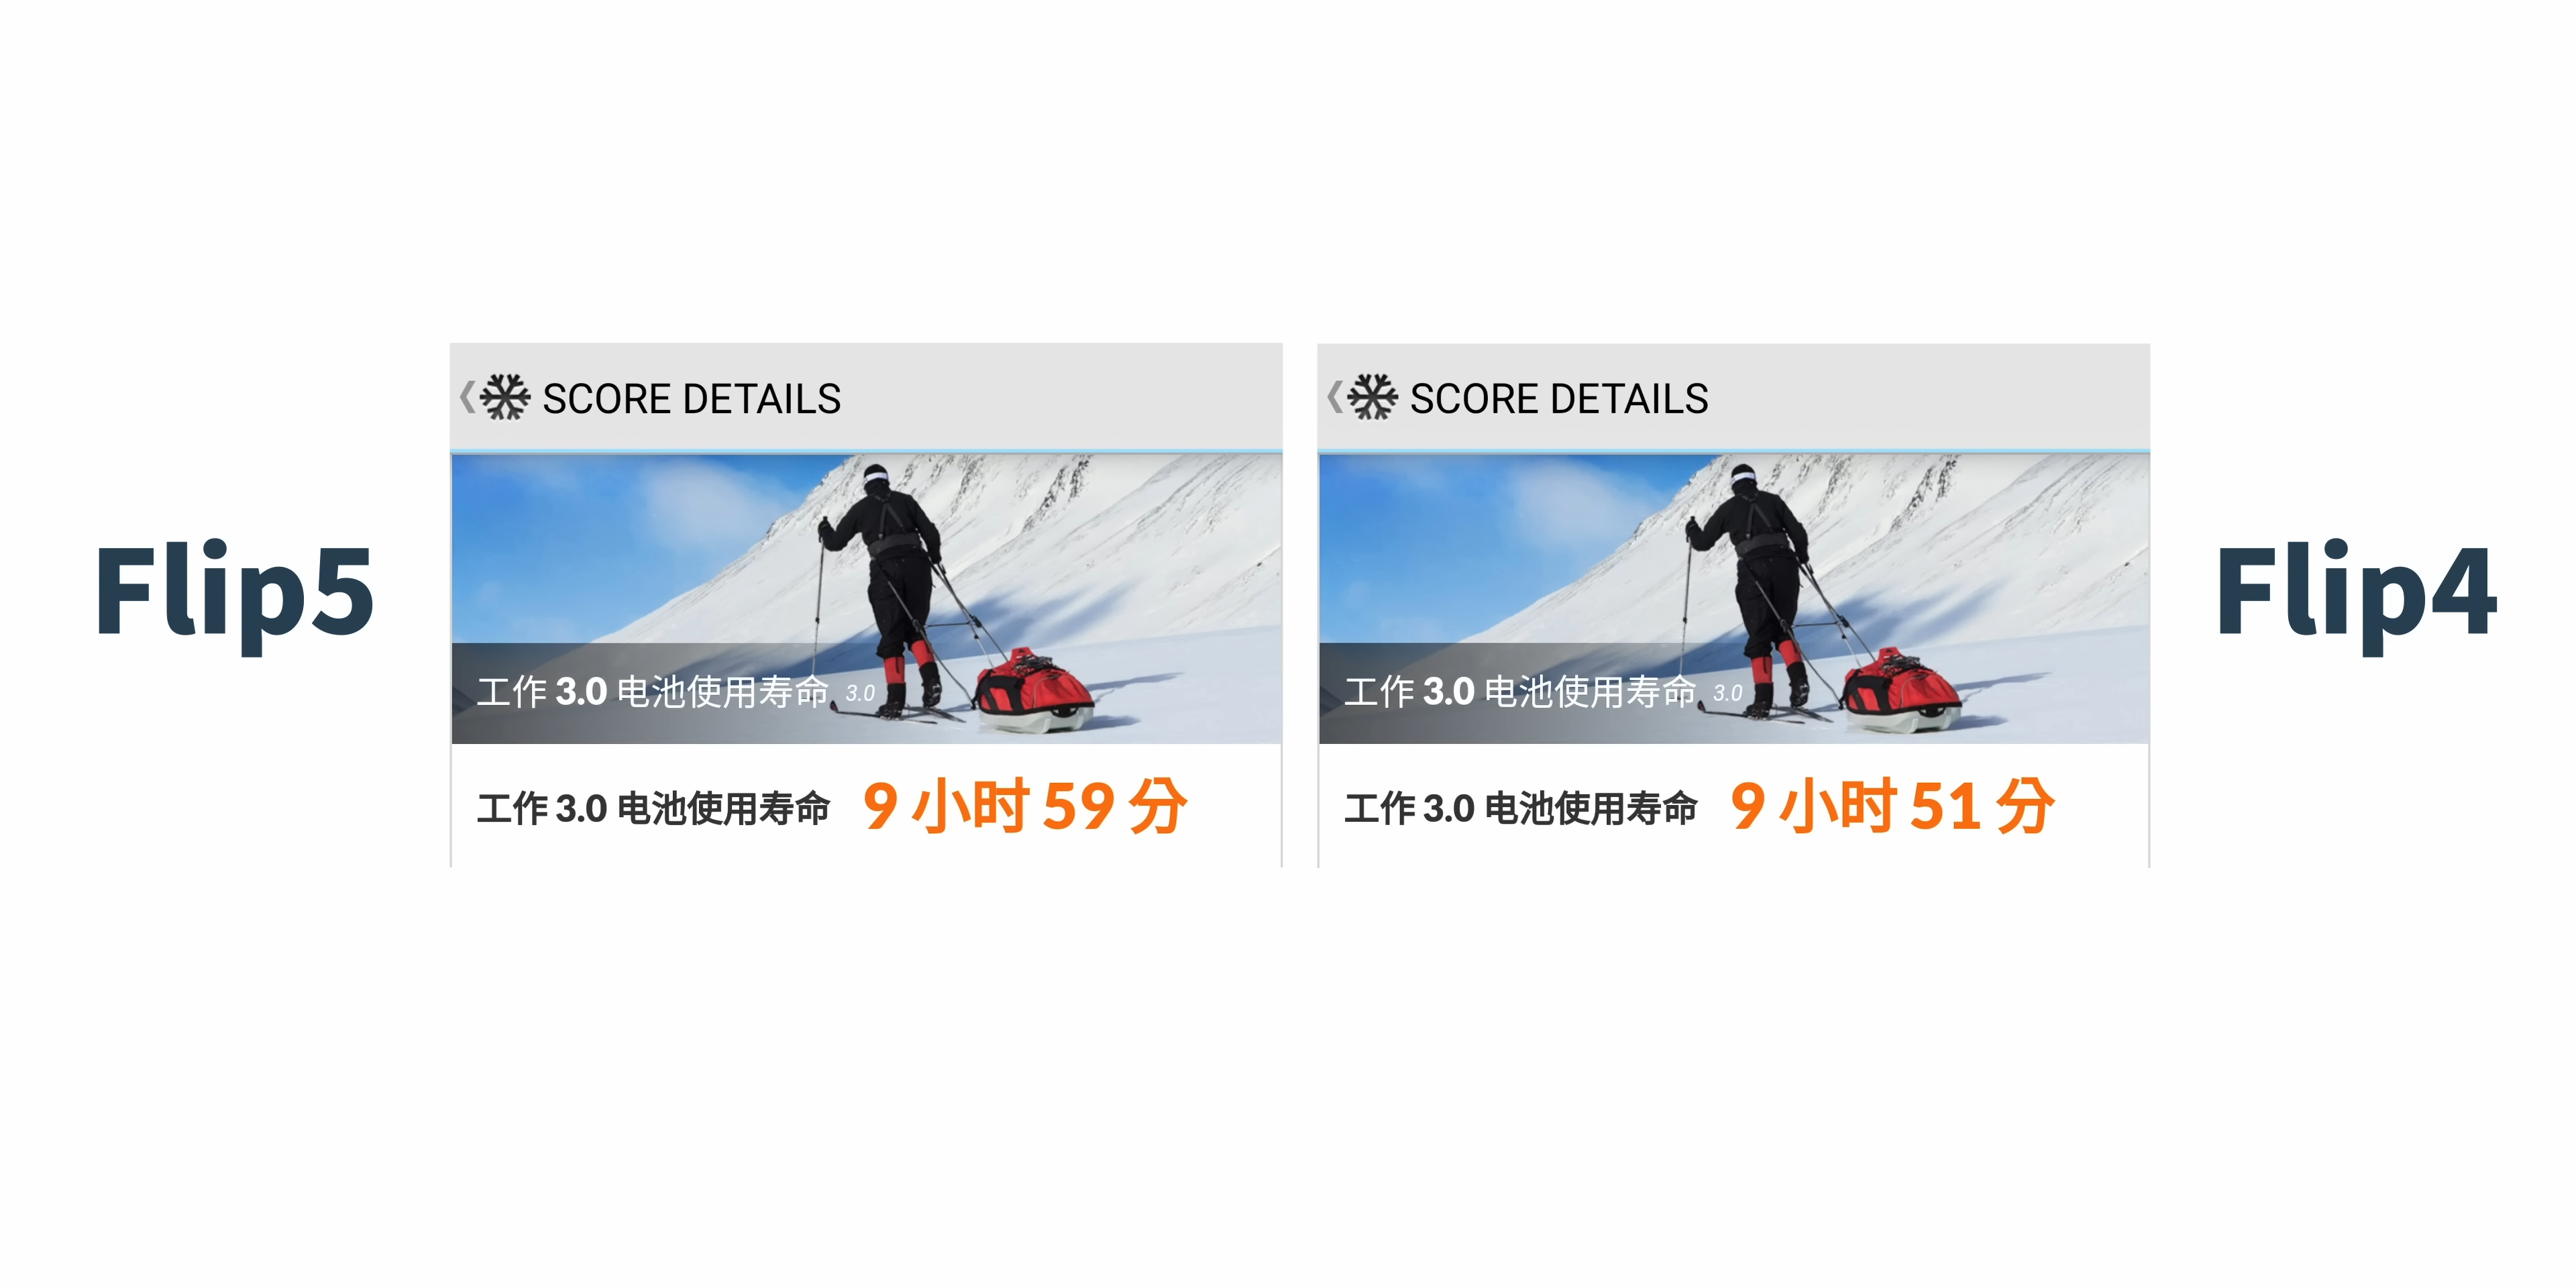 Flip5
SCORE DETAILS
工作 3.0 电池使用寿命 3.0
工作 3.0 电池使用寿命 9 小时 59 分
SCORE DETAILS
工作 3.0 电池使用寿命 3.0
工作 3.0 电池使用寿命 9 小时 51 分
Flip4